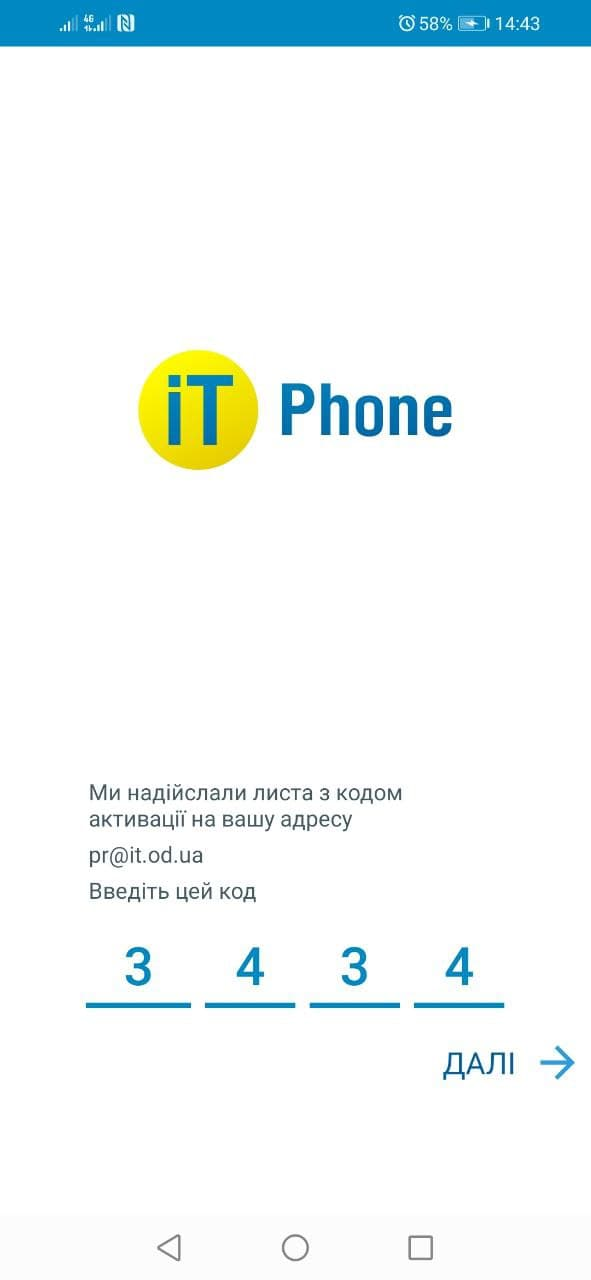 4G 58% 14:43
iT Phone
Ми надійслали листа з кодом
активації на вашу адресу
pr@it.od.ua
Введіть цей код
3 4 3 4
ДАЛІ